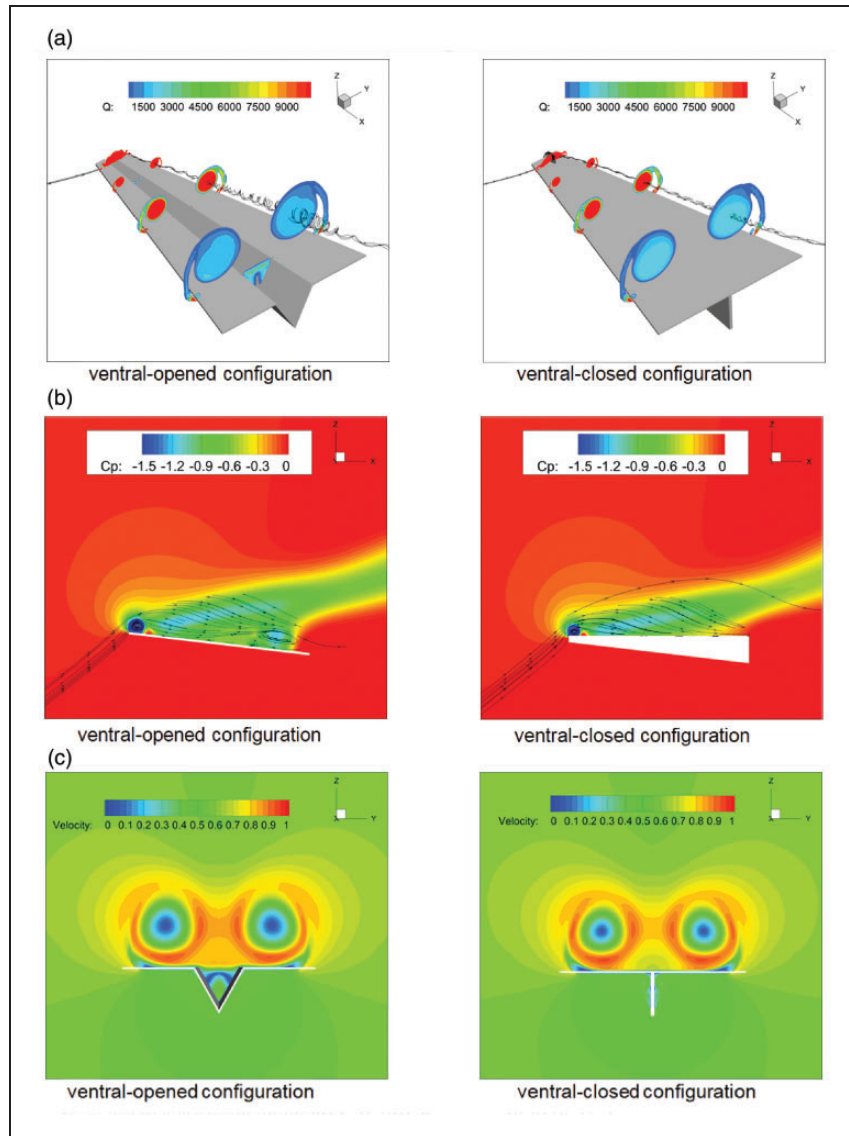 (a)
Q: 1500 3000 4500 6000 7500 9000
Z
Y
X
Q: 1500 3000 4500 6000 7500 9000
Z
Y
X
ventral-opened configuration
ventral-closed configuration
(b)
Cp: -1.5 -1.2 -0.9 -0.6 -0.3 0
Z
X
Cp: -1.5 -1.2 -0.9 -0.6 -0.3 0
Z
X
ventral-opened configuration
ventral-closed configuration
(c)
Velocity: 0 0.1 0.2 0.3 0.4 0.5 0.6 0.7 0.8 0.9 1
Z
X
Y
Velocity: 0 0.1 0.2 0.3 0.4 0.5 0.6 0.7 0.8 0.9 1
Z
X
Y
ventral-opened configuration
ventral-closed configuration